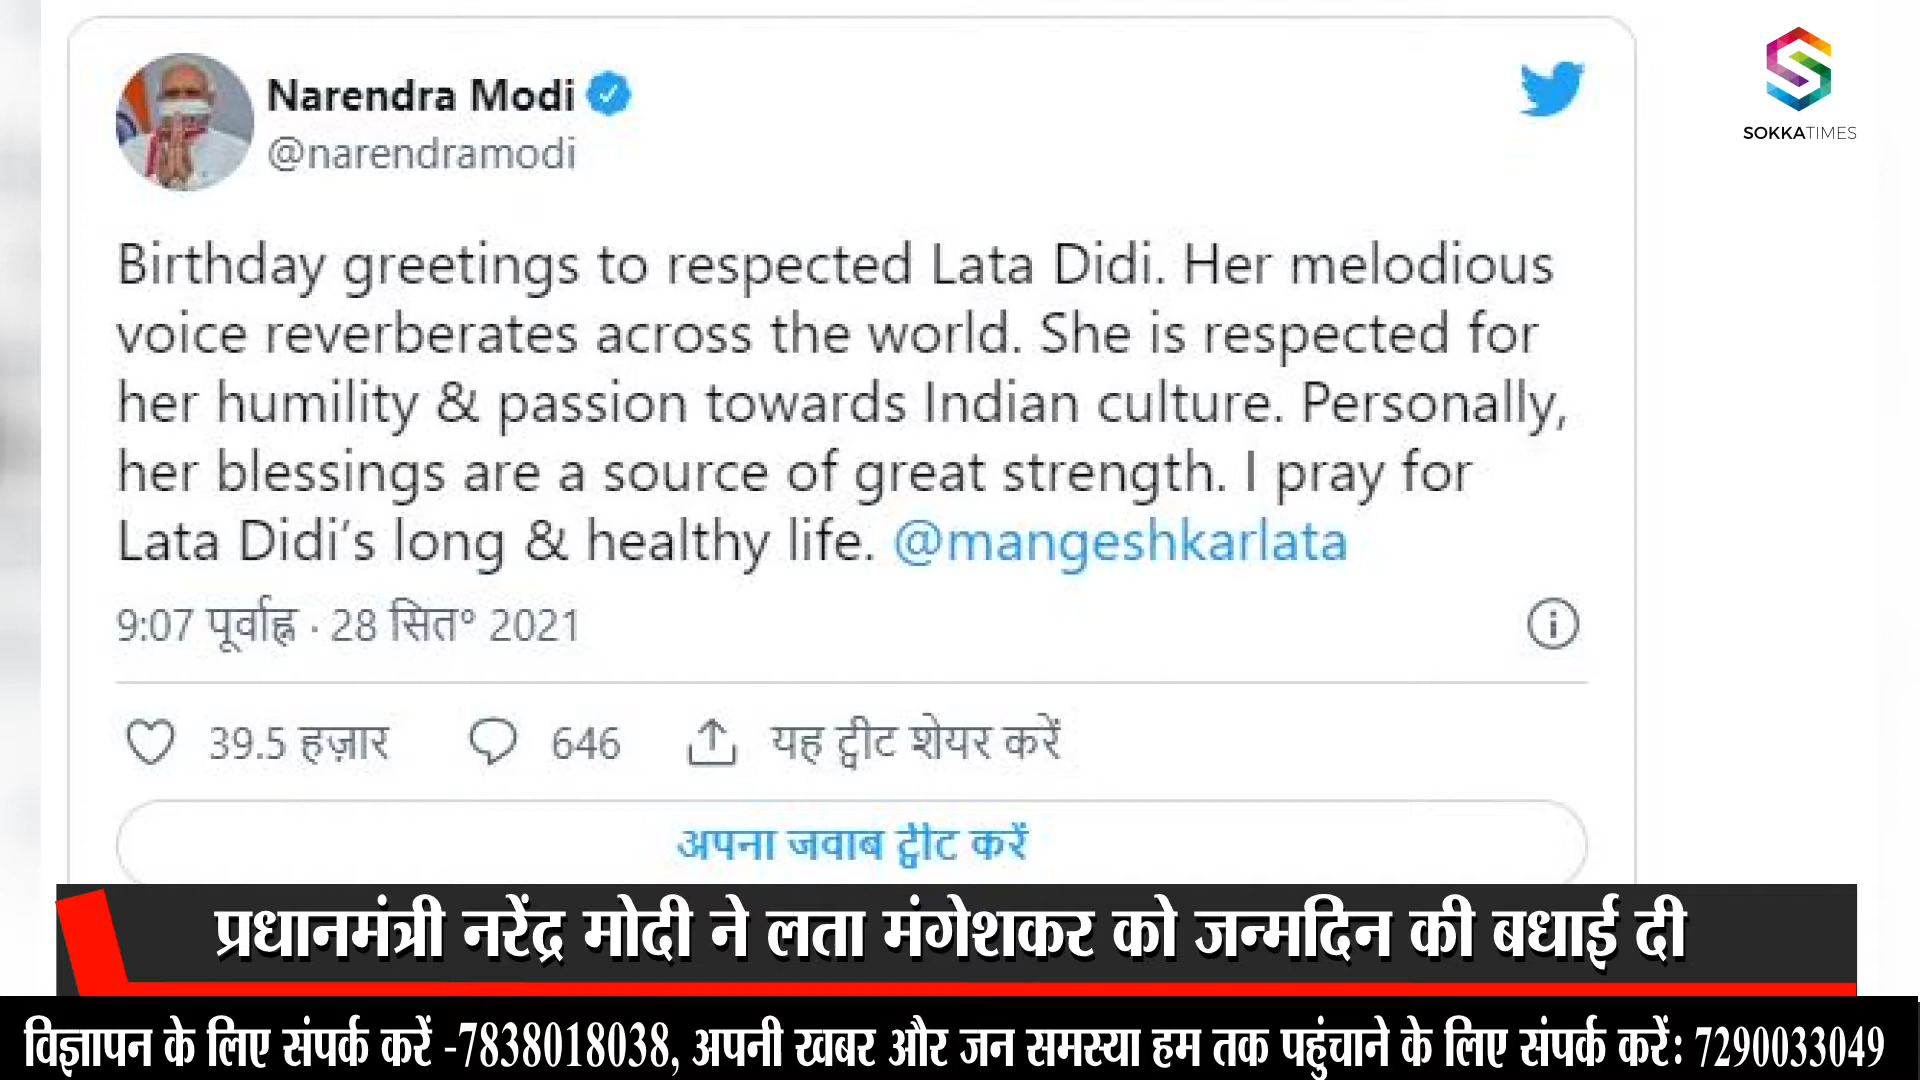 Narendra Modi
@narendramodi
SOKKATIMES
Birthday greetings to respected Lata Didi. Her melodious
voice reverberates across the world. She is respected for
her humility & passion towards Indian culture. Personally,
her blessings are a source of great strength. I pray for
Lata Didi’s long & healthy life. @mangeshkarlata
9:07 पूर्वाह्न · 28 सित॰ 2021
39.5 हज़ार 646 यह ट्वीट शेयर करें
अपना जवाब ट्वीट करें
प्रधानमंत्री नरेंद्र मोदी ने लता मंगेशकर को जन्मदिन की बधाई दी
विज्ञापन के लिए संपर्क करें -7838018038, अपनी खबर और जन समस्या हम तक पहुंचाने के लिए संपर्क करें: 7290033049